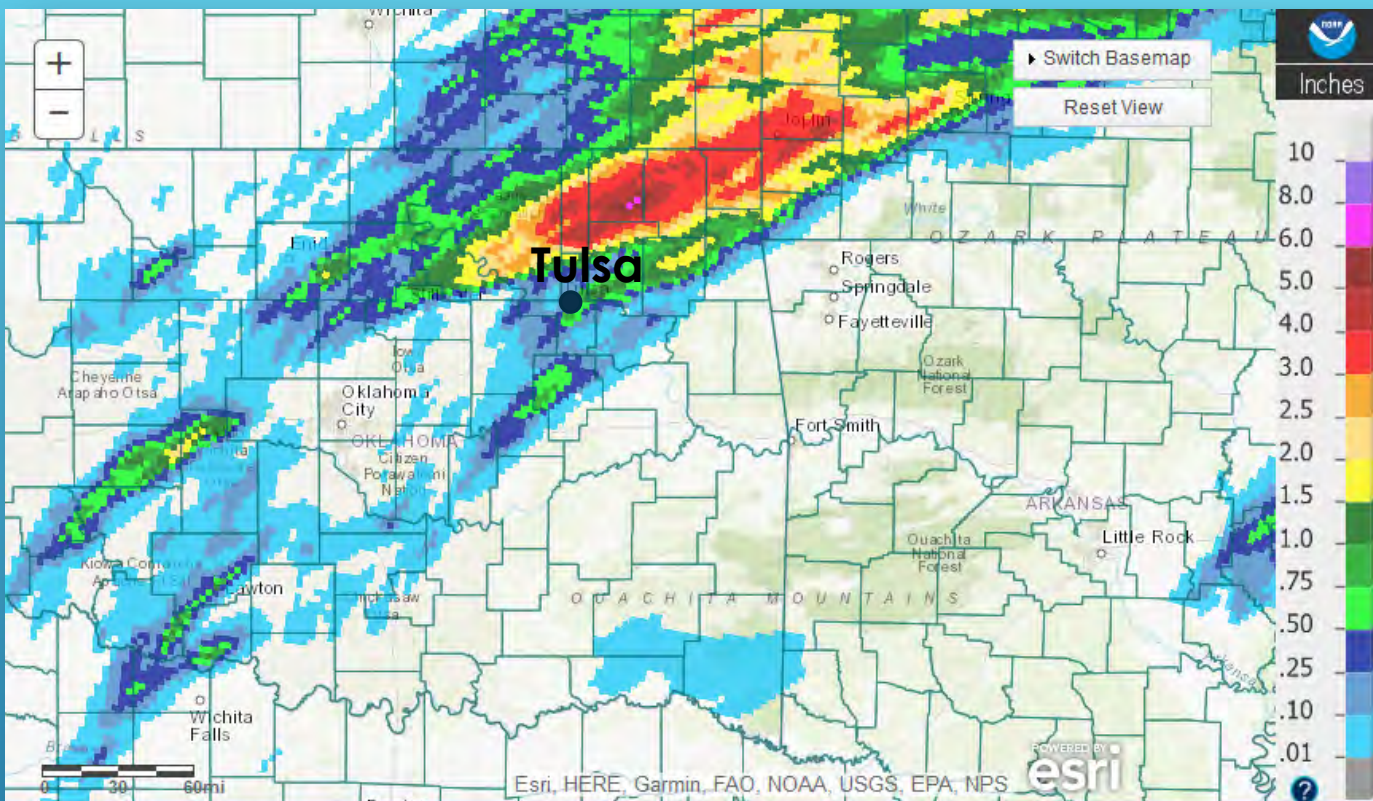 Wichita
+
−
Switch Basemap
Reset View
NOAA
Inches
10
8.0
6.0
5.0
4.0
3.0
2.5
2.0
1.5
1.0
.75
.50
.25
.10
.01
?
Joplin
White
OZARK PLATEAU
Enid
Tulsa
Rogers
Springdale
Fayetteville
Iowa
Otsa
Cheyenne
Arapaho Otsa
Oklahoma
City
OKLAHOMA
Citizen
Potawatomi
Nation
Ozark
National
Forest
Fort Smith
ARKANSAS
Little Rock
Ouachita
National
Forest
Lawton
OUACHITA MOUNTAINS
Arkansas
Wichita
Falls
0 30 60mi
Esri, HERE, Garmin, FAO, NOAA, USGS, EPA, NPS
POWERED BY
esri